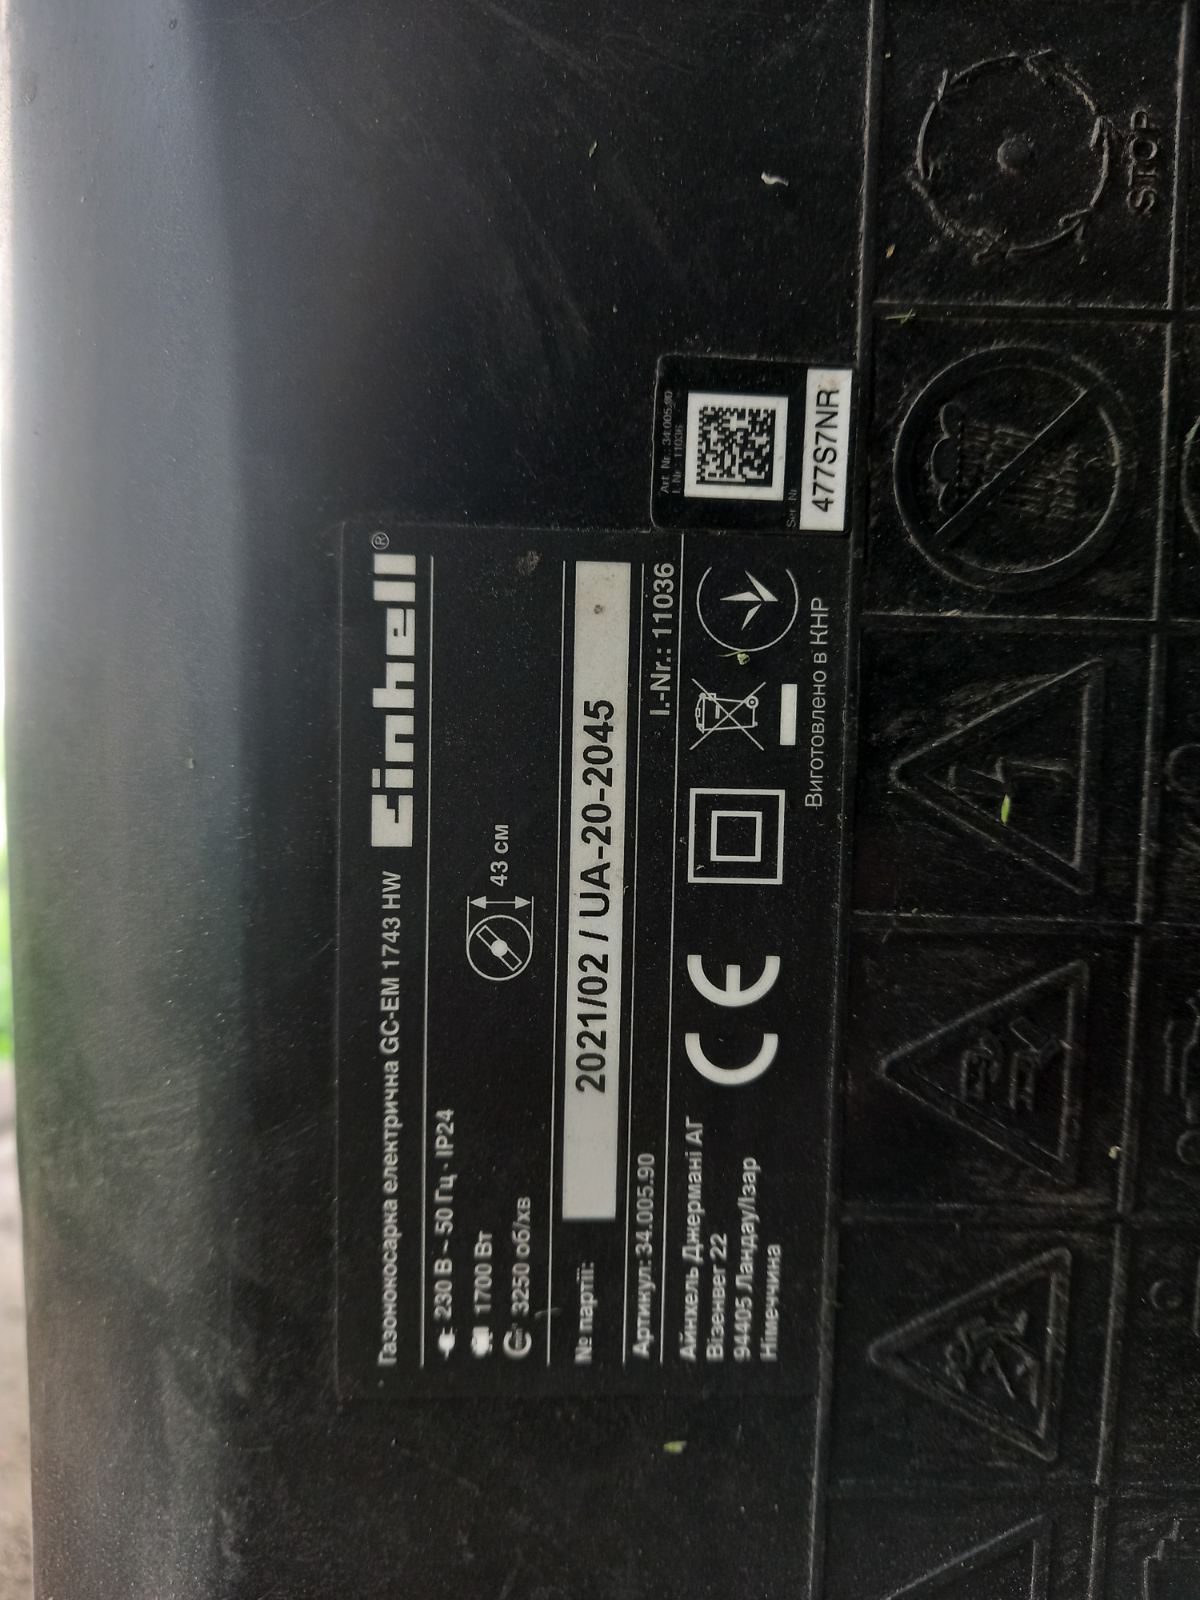 Газонокосарка електрична GC-EM 1743 HW Einhell®
230 В ~ 50 Гц · IP24
1700 Вт
3250 об/хв
43 см
№ партії: 2021/02 / UA-20-2045
Артикул: 34.005.90 I.-Nr.: 11036
Айнхель Джермані АГ
Візенвег 22
94405 Ландау/Ізар
Німеччина
CE
Виготовлено в КНР
Art. Nr.: 34.005.90
I. Nr.: 11036
Ser. Nr.
477S7NR
STOP